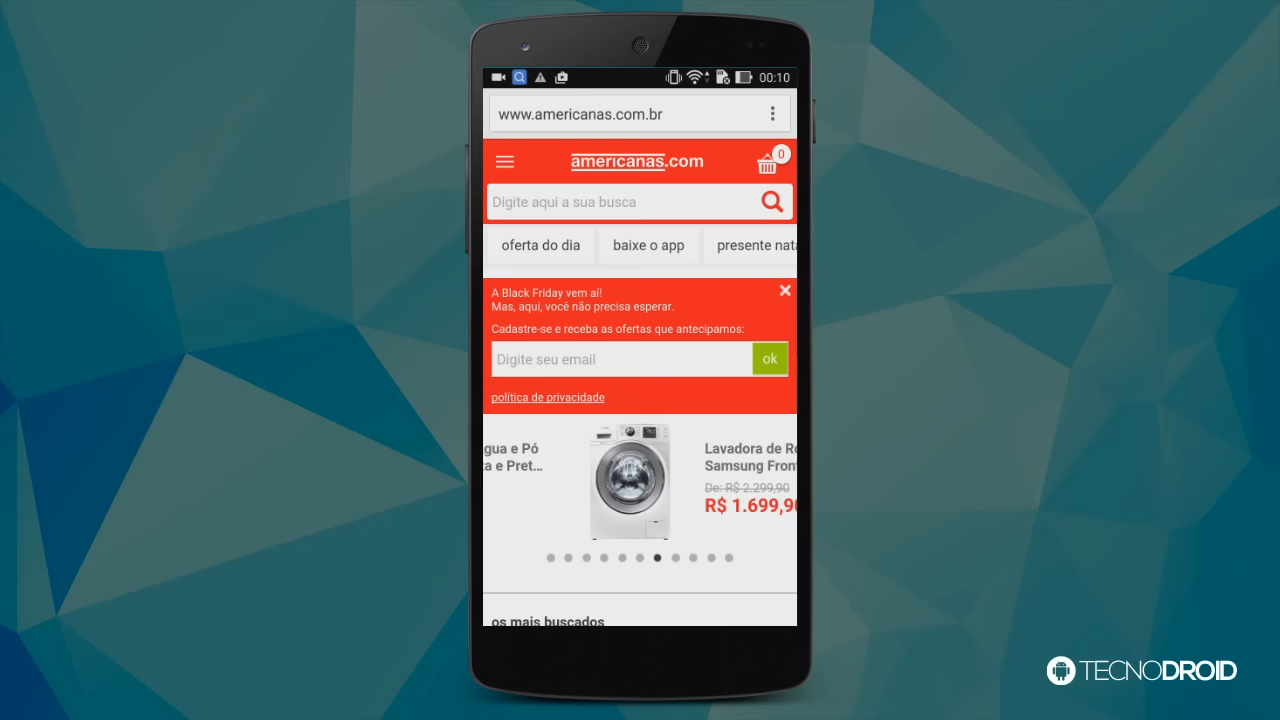 00:10
www.americanas.com.br
americanas.com
0
Digite aqui a sua busca
oferta do dia
baixe o app
presente nata
A Black Friday vem aí!
Mas, aqui, você não precisa esperar.
Cadastre-se e receba as ofertas que antecipamos:
Digite seu email
ok
política de privacidade
gua e Pó
a e Pret...
Lavadora de Ro
Samsung Front
De: R$ 2.299,90
R$ 1.699,90
os mais buscados
TECNODROID